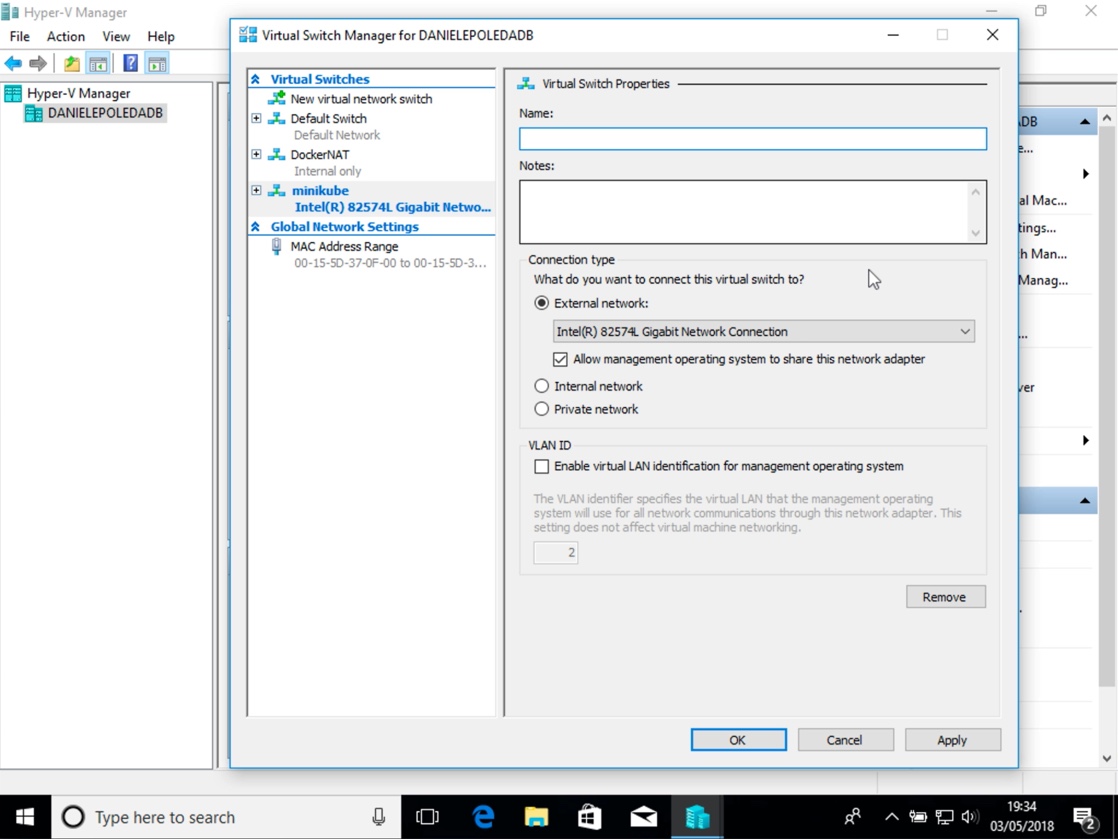 Hyper-V Manager
File Action View Help
Hyper-V Manager
DANIELEPOLEDADB
Virtual Switch Manager for DANIELEPOLEDADB
Virtual Switches
New virtual network switch
Default Switch
Default Network
DockerNAT
Internal only
minikube
Intel(R) 82574L Gigabit Netwo...
Global Network Settings
MAC Address Range
00-15-5D-37-0F-00 to 00-15-5D-3...
Virtual Switch Properties
Name:
Notes:
Connection type
What do you want to connect this virtual switch to?
External network:
Intel(R) 82574L Gigabit Network Connection
Allow management operating system to share this network adapter
Internal network
Private network
VLAN ID
Enable virtual LAN identification for management operating system
The VLAN identifier specifies the virtual LAN that the management operating
system will use for all network communications through this network adapter. This
setting does not affect virtual machine networking.
2
Remove
OK Cancel Apply
DB
e...
al Mac...
tings...
h Man...
Manag...
...
ver
Type here to search
19:34
03/05/2018
2